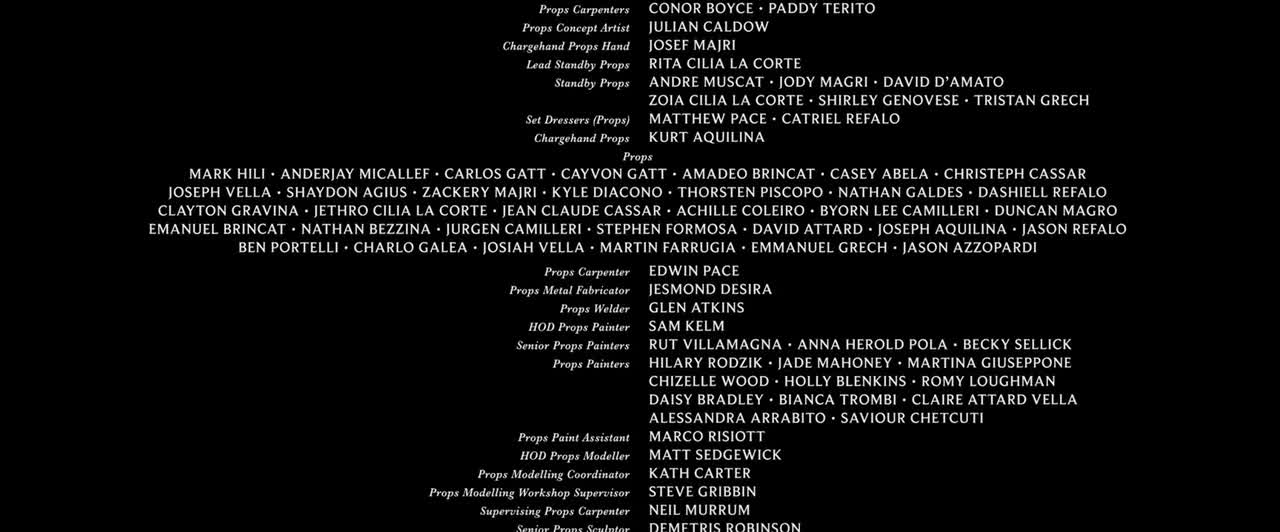 Props Carpenters CONOR BOYCE • PADDY TERITO
Props Concept Artist JULIAN CALDOW
Chargehand Props Hand JOSEF MAJRI
Lead Standby Props RITA CILIA LA CORTE
Standby Props ANDRE MUSCAT • JODY MAGRI • DAVID D'AMATO
ZOIA CILIA LA CORTE • SHIRLEY GENOVESE • TRISTAN GRECH
Set Dressers (Props) MATTHEW PACE • CATRIEL REFALO
Chargehand Props KURT AQUILINA
Props
MARK HILI • ANDERJAY MICALLEF • CARLOS GATT • CAYVON GATT • AMADEO BRINCAT • CASEY ABELA • CHRISTEPH CASSAR
JOSEPH VELLA • SHAYDON AGIUS • ZACKERY MAJRI • KYLE DIACONO • THORSTEN PISCOPO • NATHAN GALDES • DASHIELL REFALO
CLAYTON GRAVINA • JETHRO CILIA LA CORTE • JEAN CLAUDE CASSAR • ACHILLE COLEIRO • BYORN LEE CAMILLERI • DUNCAN MAGRO
EMANUEL BRINCAT • NATHAN BEZZINA • JURGEN CAMILLERI • STEPHEN FORMOSA • DAVID ATTARD • JOSEPH AQUILINA • JASON REFALO
BEN PORTELLI • CHARLO GALEA • JOSIAH VELLA • MARTIN FARRUGIA • EMMANUEL GRECH • JASON AZZOPARDI
Props Carpenter EDWIN PACE
Props Metal Fabricator JESMOND DESIRA
Props Welder GLEN ATKINS
HOD Props Painter SAM KELM
Senior Props Painters RUT VILLAMAGNA • ANNA HEROLD POLA • BECKY SELLICK
Props Painters HILARY RODZIK • JADE MAHONEY • MARTINA GIUSEPPONE
CHIZELLE WOOD • HOLLY BLENKINS • ROMY LOUGHMAN
DAISY BRADLEY • BIANCA TROMBI • CLAIRE ATTARD VELLA
ALESSANDRA ARRABITO • SAVIOUR CHETCUTI
Props Paint Assistant MARCO RISIOTT
HOD Props Modeller MATT SEDGEWICK
Props Modelling Coordinator KATH CARTER
Props Modelling Workshop Supervisor STEVE GRIBBIN
Supervising Props Carpenter NEIL MURRUM
Senior Props Sculptor DEMETRIS ROBINSON